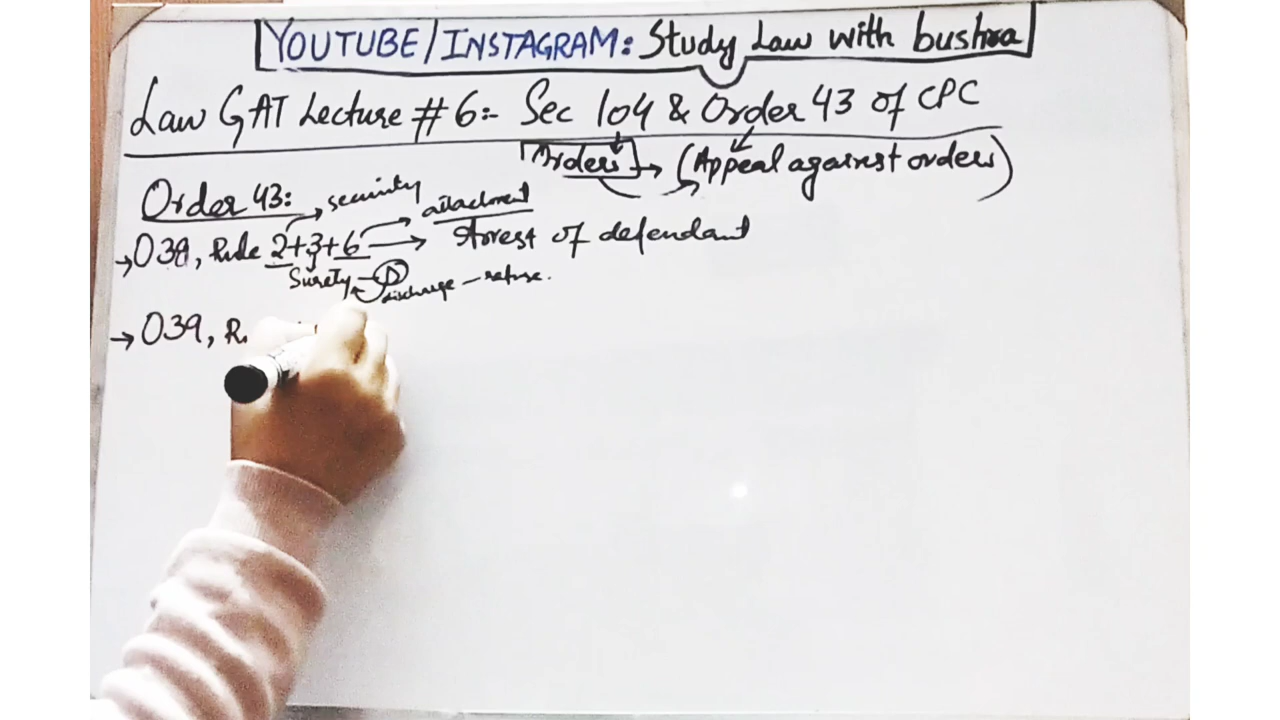 YOUTUBE/INSTAGRAM: Study Law with bushra
Law GAT Lecture # 6:- Sec 104 & Order 43 of CPC
Orders → (Appeal against orders)
Order 43:
security
attachment
→ O38, Rule 2+3+6 → Arrest of defendant
Surety - D
discharge - refuse.
→ O39, R.